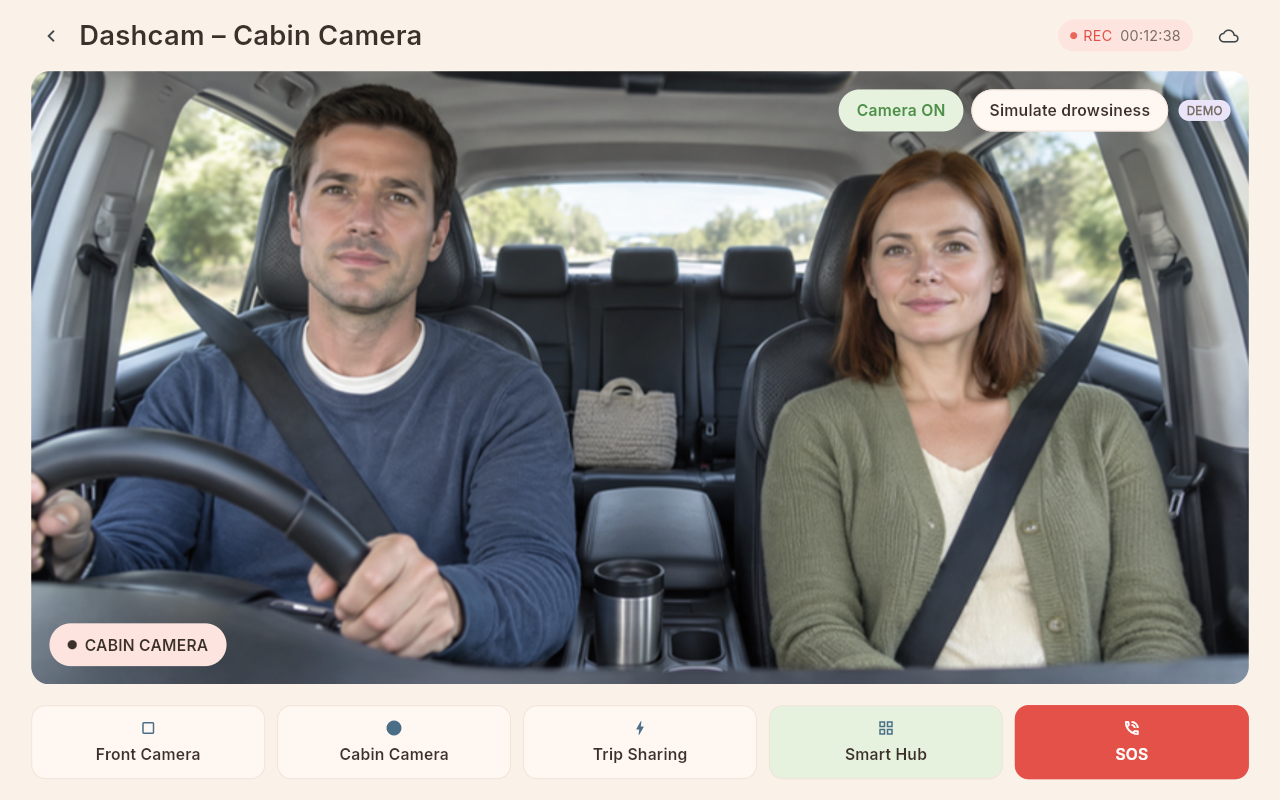 Dashcam – Cabin Camera
REC 00:12:38
Camera ON
Simulate drowsiness
DEMO
CABIN CAMERA
Front Camera
Cabin Camera
Trip Sharing
Smart Hub
SOS